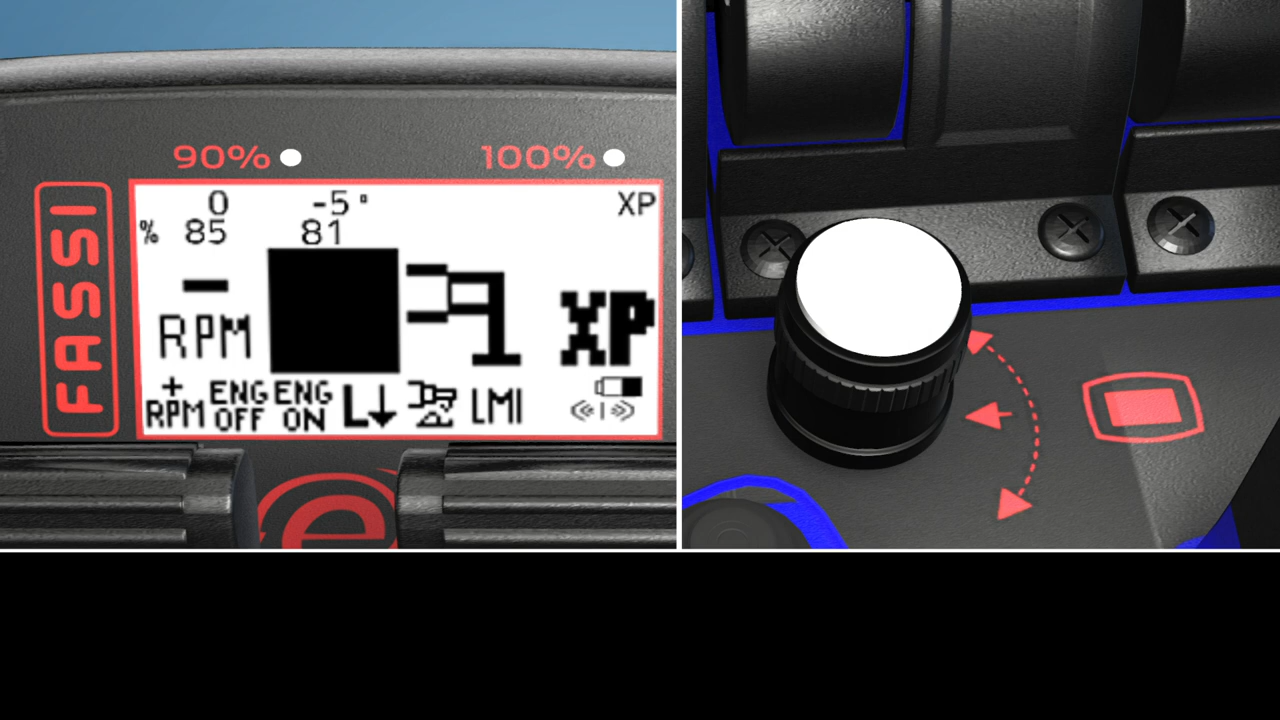 90% 100%
FASSI
0 -5° XP
% 85 81
RPM XP
+
RPM ENG OFF ENG ON L↓ LMI
e